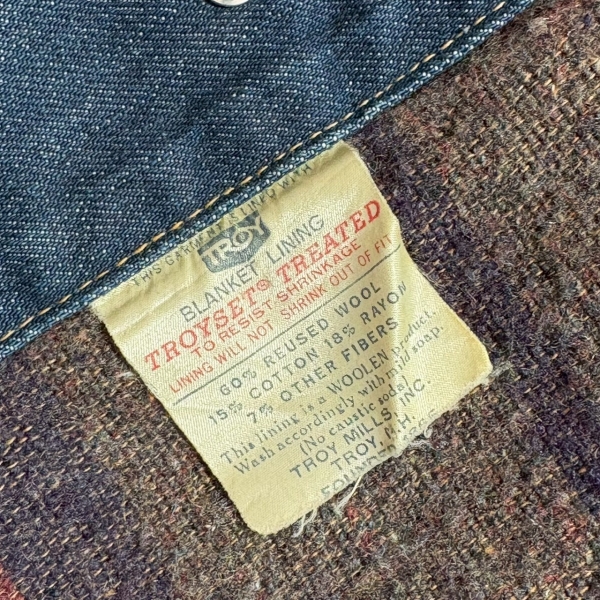 THIS GARMENT IS LINED WITH
TROY
BLANKET LINING
TROYSET® TREATED
TO RESIST SHRINKAGE
LINING WILL NOT SHRINK OUT OF FIT
60% REUSED WOOL
15% COTTON 18% RAYON
7% OTHER FIBERS
This lining is a WOOLEN product.
Wash accordingly with mild soap.
(No caustic soda)
TROY MILLS, INC.
TROY, N.H.